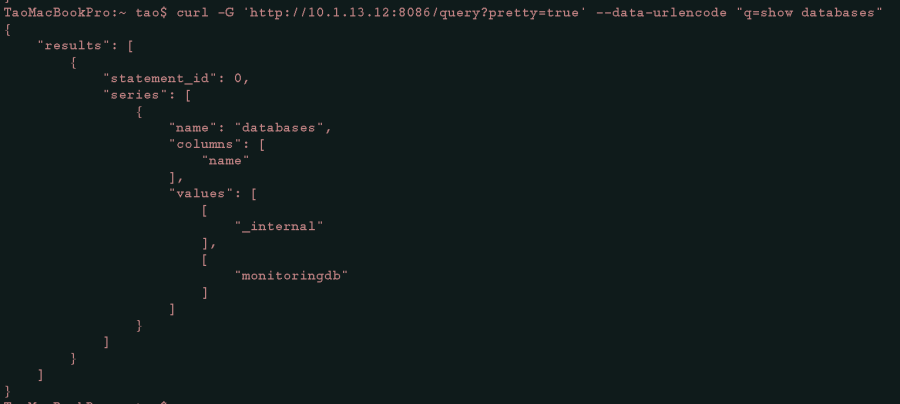 TaoMacBookPro:~ tao$ curl -G 'http://10.1.13.12:8086/query?pretty=true' --data-urlencode "q=show databases"
{
    "results": [
        {
            "statement_id": 0,
            "series": [
                {
                    "name": "databases",
                    "columns": [
                        "name"
                    ],
                    "values": [
                        [
                            "_internal"
                        ],
                        [
                            "monitoringdb"
                        ]
                    ]
                }
            ]
        }
    ]
}